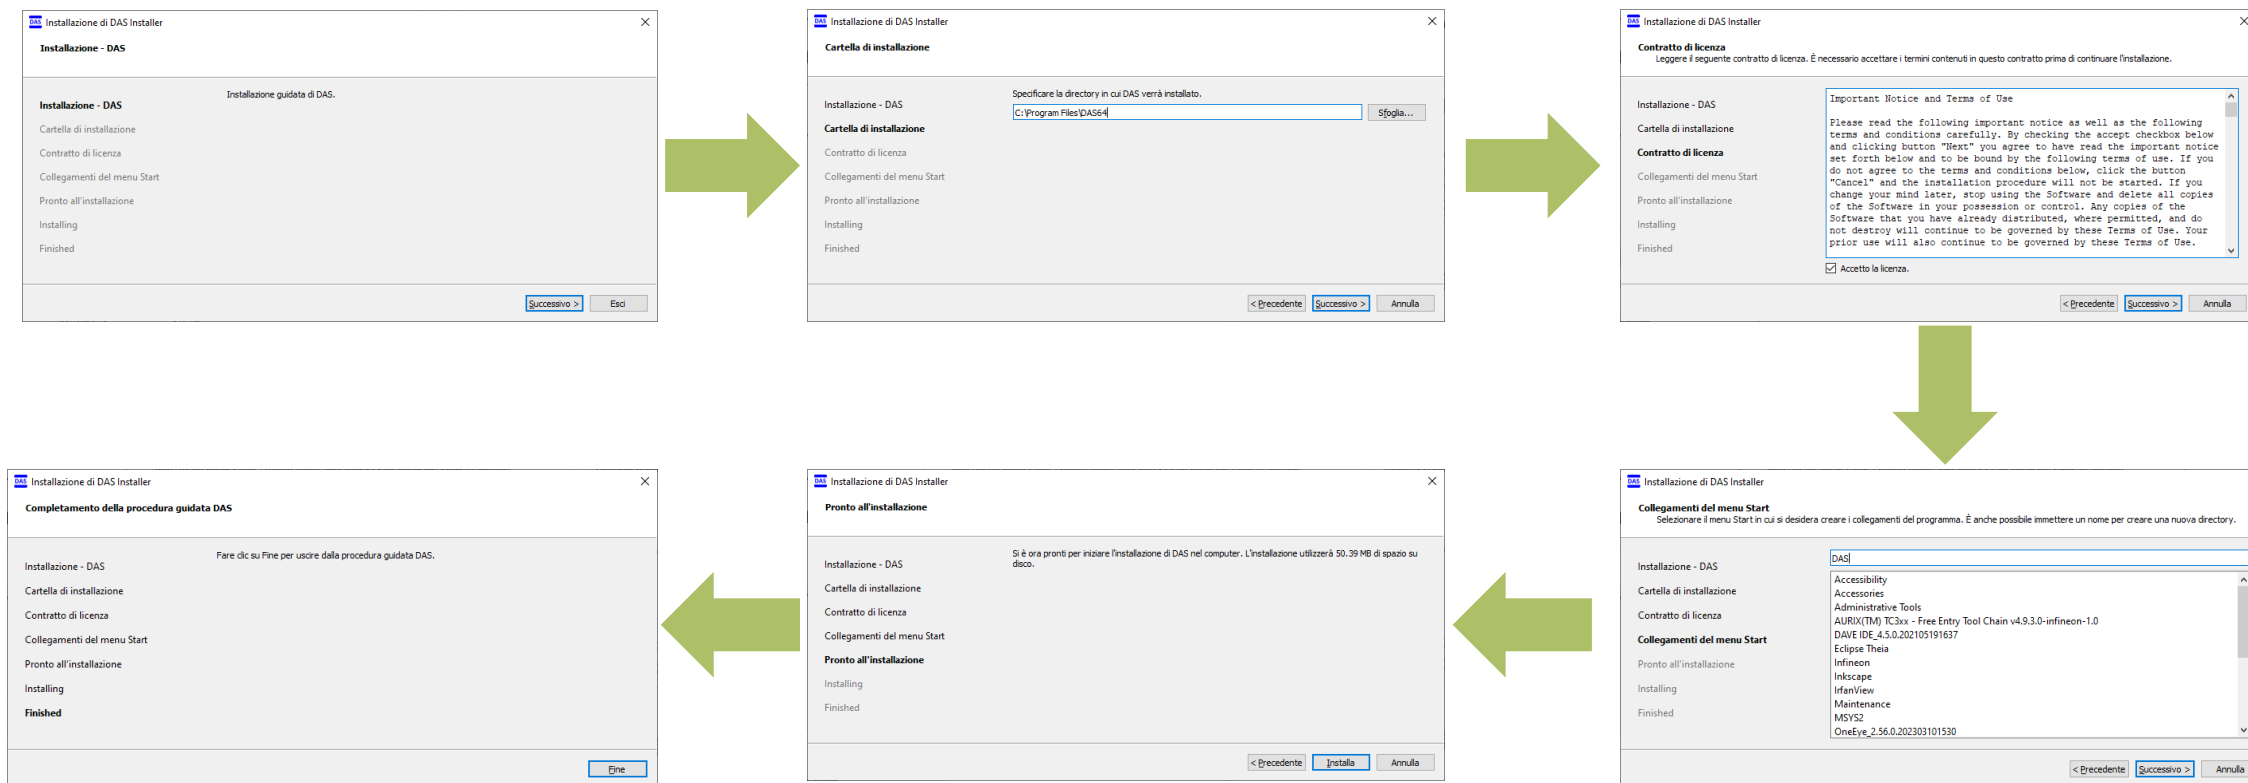 DAS Installazione di DAS Installer
Installazione - DAS
Installazione guidata di DAS.
Installazione - DAS
Cartella di installazione
Contratto di licenza
Collegamenti del menu Start
Pronto all'installazione
Installing
Finished
Successivo > Esci
DAS Installazione di DAS Installer
Cartella di installazione
Specificare la directory in cui DAS verrà installato.
C:\Program Files\DAS64 Sfoglia...
Installazione - DAS
Cartella di installazione
Contratto di licenza
Collegamenti del menu Start
Pronto all'installazione
Installing
Finished
< Precedente Successivo > Annulla
DAS Installazione di DAS Installer
Contratto di licenza
Leggere il seguente contratto di licenza. È necessario accettare i termini contenuti in questo contratto prima di continuare l'installazione.
Installazione - DAS
Cartella di installazione
Contratto di licenza
Collegamenti del menu Start
Pronto all'installazione
Installing
Finished
Important Notice and Terms of Use
Please read the following important notice as well as the following
terms and conditions carefully. By checking the accept checkbox below
and clicking button "Next" you agree to have read the important notice
set forth below and to be bound by the following terms of use. If you
do not agree to the terms and conditions below, click the button
"Cancel" and the installation procedure will not be started. If you
change your mind later, stop using the Software and delete all copies
of the Software in your possession or control. Any copies of the
Software that you have already distributed, where permitted, and do
not destroy will continue to be governed by these Terms of Use. Your
prior use will also continue to be governed by these Terms of Use.
Accetto la licenza.
< Precedente Successivo > Annulla
DAS Installazione di DAS Installer
Collegamenti del menu Start
Selezionare il menu Start in cui si desidera creare i collegamenti del programma. È anche possibile immettere un nome per creare una nuova directory.
Installazione - DAS
Cartella di installazione
Contratto di licenza
Collegamenti del menu Start
Pronto all'installazione
Installing
Finished
DAS
Accessibility
Accessories
Administrative Tools
AURIX(TM) TC3xx - Free Entry Tool Chain v4.9.3.0-infineon-1.0
DAVE IDE_4.5.0.202105191637
Eclipse Theia
Infineon
Inkscape
IrfanView
Maintenance
MSYS2
OneEye_2.56.0.202303101530
< Precedente Successivo > Annulla
DAS Installazione di DAS Installer
Pronto all'installazione
Si è ora pronti per iniziare l'installazione di DAS nel computer. L'installazione utilizzerà 50.39 MB di spazio su
disco.
Installazione - DAS
Cartella di installazione
Contratto di licenza
Collegamenti del menu Start
Pronto all'installazione
Installing
Finished
< Precedente Installa Annulla
DAS Installazione di DAS Installer
Completamento della procedura guidata DAS
Fare clic su Fine per uscire dalla procedura guidata DAS.
Installazione - DAS
Cartella di installazione
Contratto di licenza
Collegamenti del menu Start
Pronto all'installazione
Installing
Finished
Fine